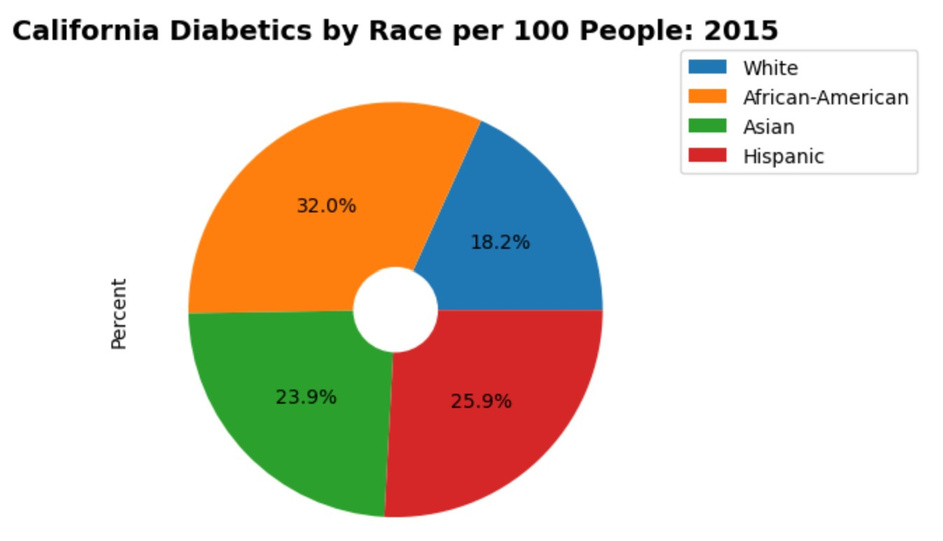 California Diabetics by Race per 100 People: 2015
White
African-American
Asian
Hispanic
32.0%
18.2%
Percent
23.9%
25.9%